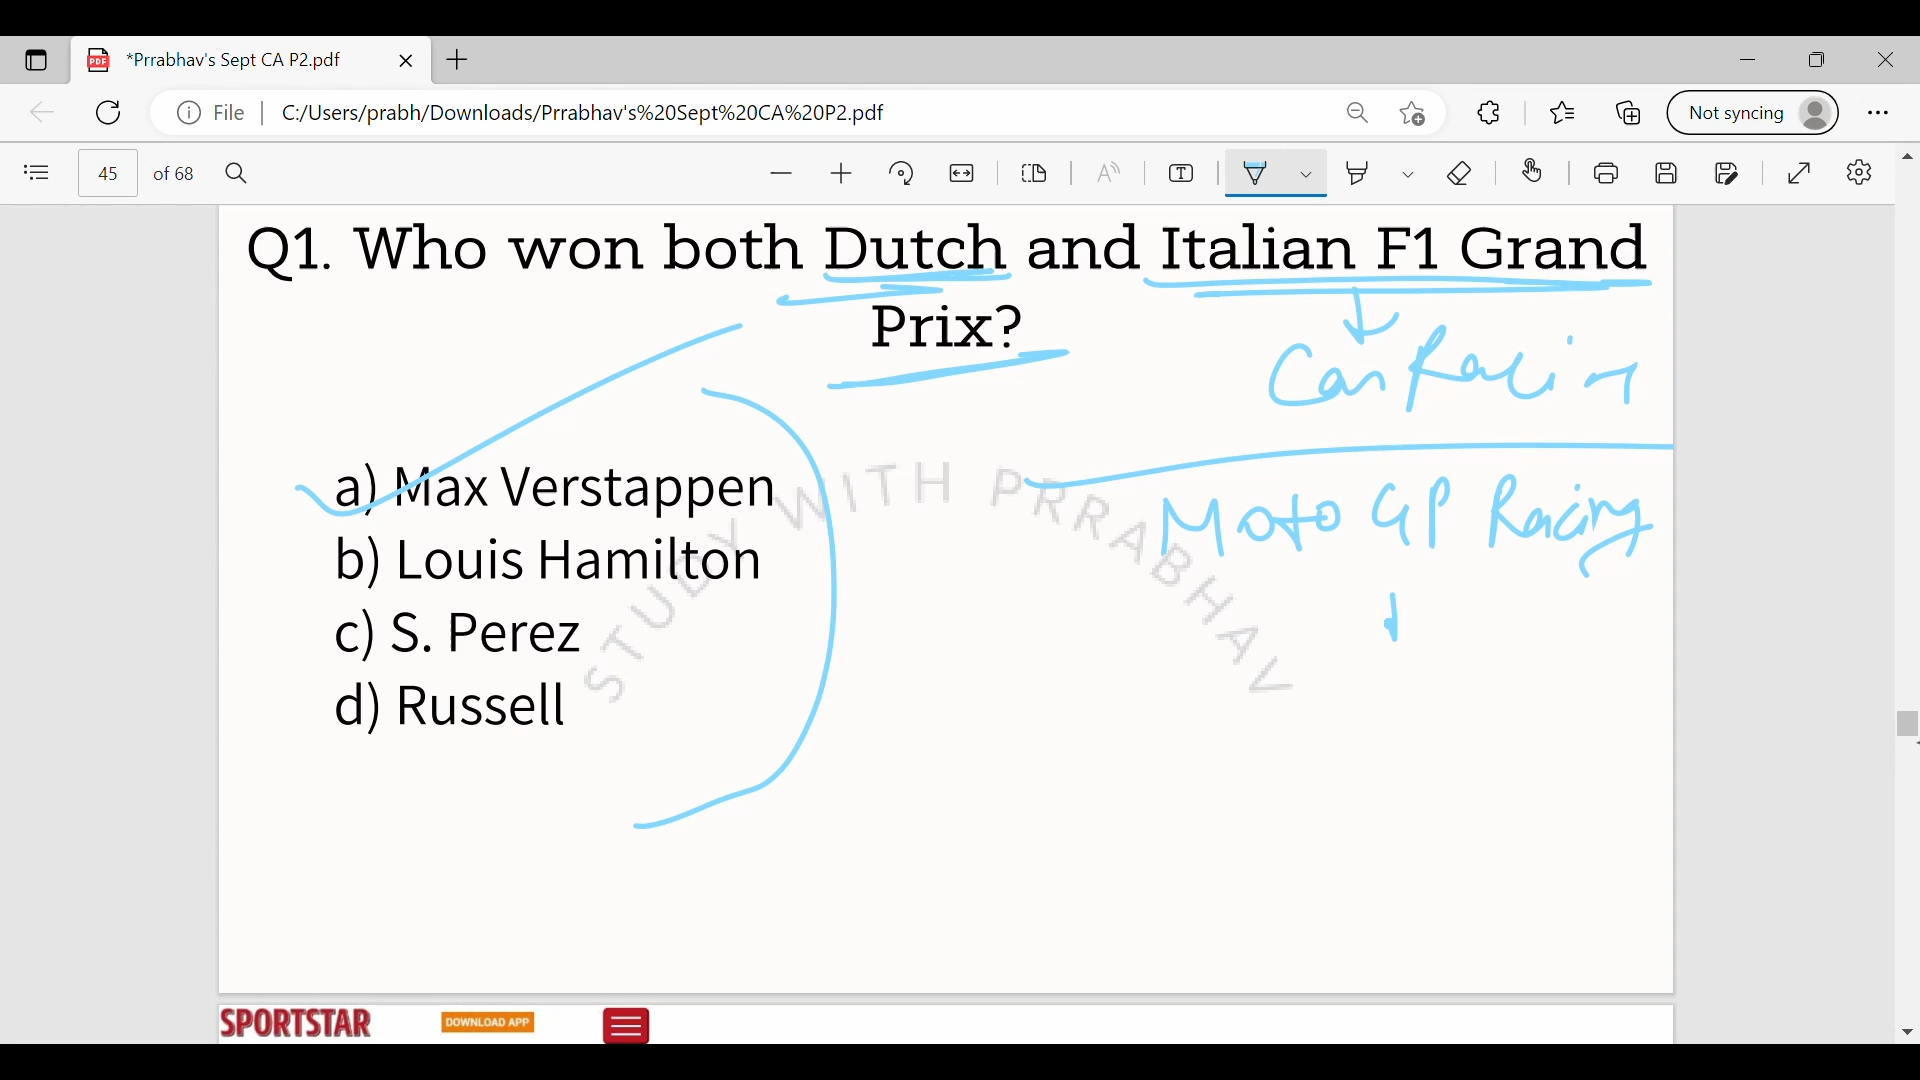 *Prrabhav's Sept CA P2.pdf
File
C:/Users/prabh/Downloads/Prrabhav's%20Sept%20CA%20P2.pdf
Not syncing
45 of 68
Q1. Who won both Dutch and Italian F1 Grand
Prix?
Car Racing
a) Max Verstappen
b) Louis Hamilton
c) S. Perez
d) Russell
Moto GP Racing
STUDY WITH PRRABHAV
SPORTSTAR
DOWNLOAD APP